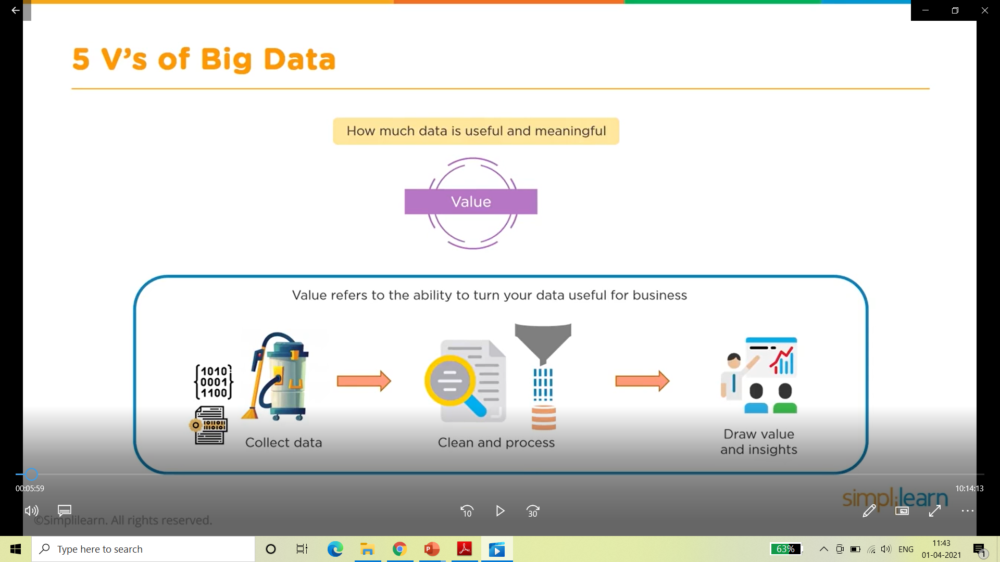 5 V’s of Big Data
How much data is useful and meaningful
Value
Value refers to the ability to turn your data useful for business
1010
0001
1100
Collect data
Clean and process
Draw value
and insights
00:05:59
10:14:13
simplilearn
10
30
©Simplilearn. All rights reserved.
Type here to search
63%
ENG
11:43
01-04-2021
1